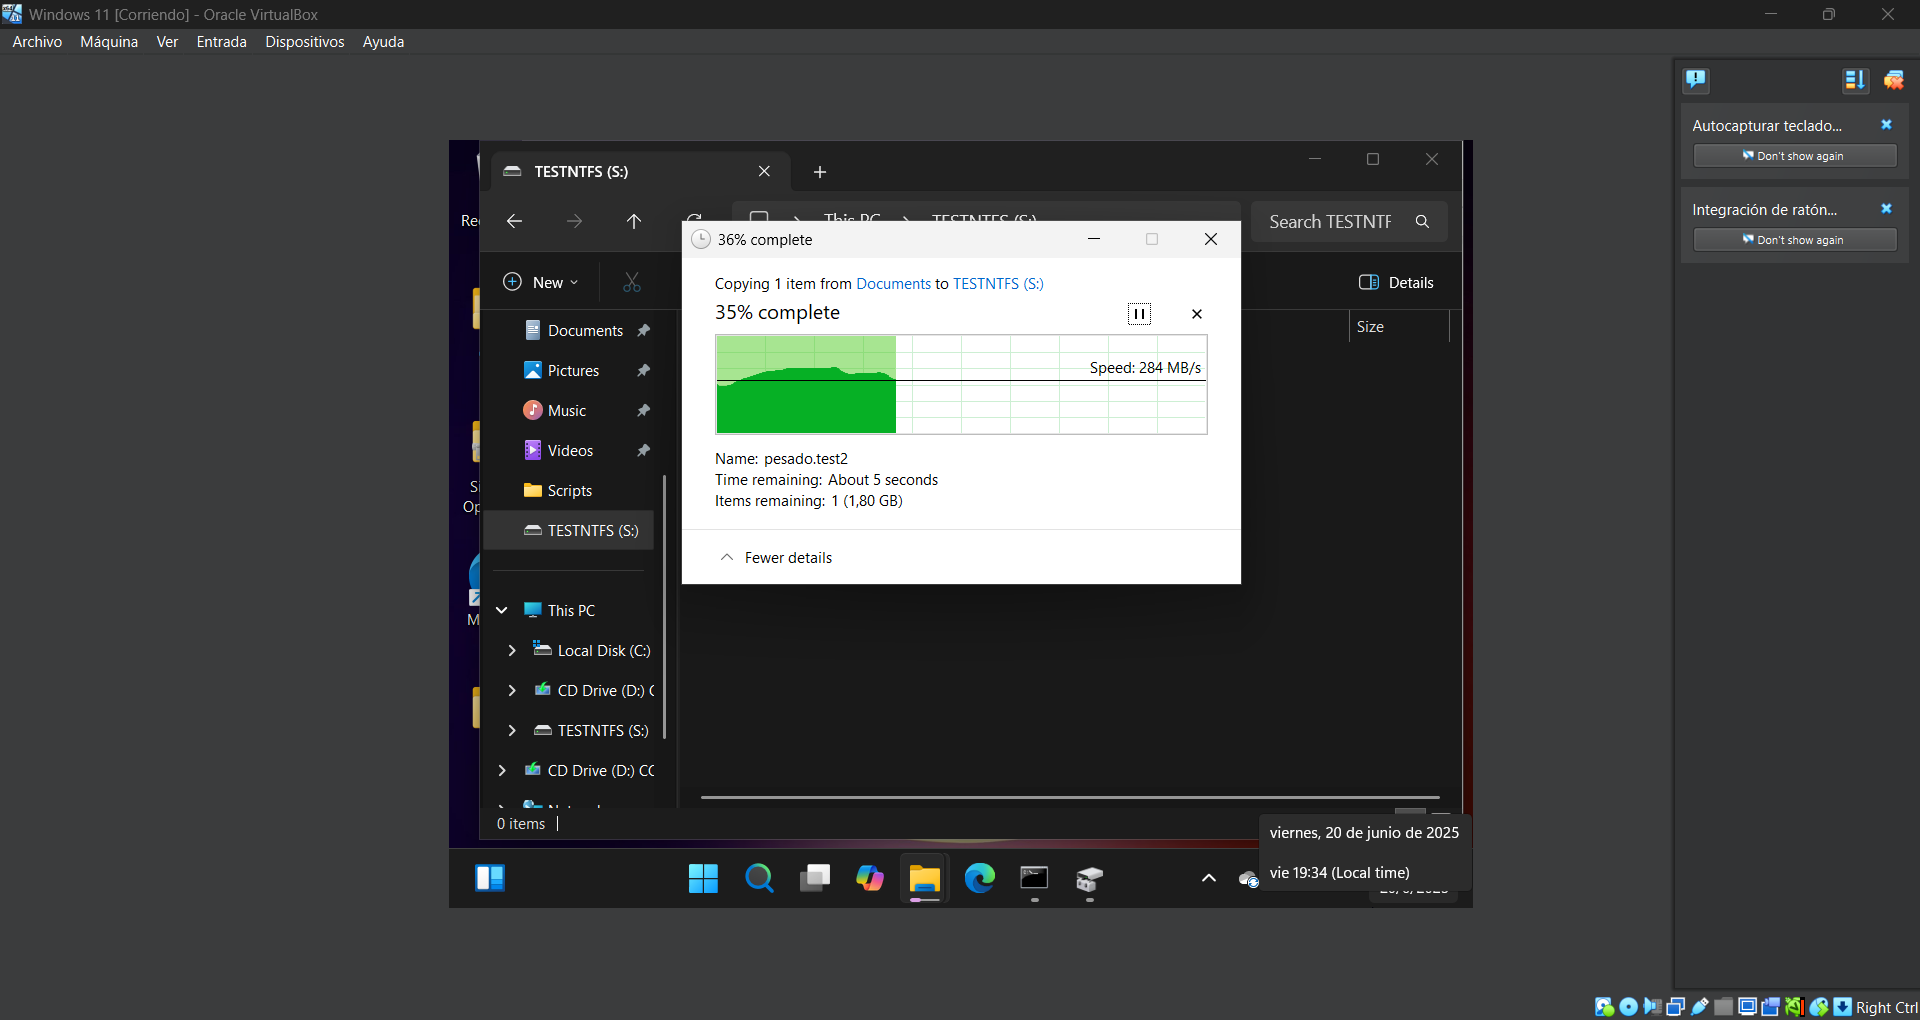 Windows 11 [Corriendo] - Oracle VirtualBox
Archivo Máquina Ver Entrada Dispositivos Ayuda
Autocapturar teclado...
Don't show again
Integración de ratón...
Don't show again
TESTNTFS (S:)
This PC TESTNTFS (S:)
Search TESTNTF
New
Details
Size
36% complete
Copying 1 item from Documents to TESTNTFS (S:)
35% complete
Speed: 284 MB/s
Name: pesado.test2
Time remaining: About 5 seconds
Items remaining: 1 (1,80 GB)
Fewer details
Documents
Pictures
Music
Videos
Scripts
TESTNTFS (S:)
This PC
Local Disk (C:)
CD Drive (D:) C
TESTNTFS (S:)
CD Drive (D:) CC
0 items
viernes, 20 de junio de 2025
vie 19:34 (Local time)
Right Ctrl